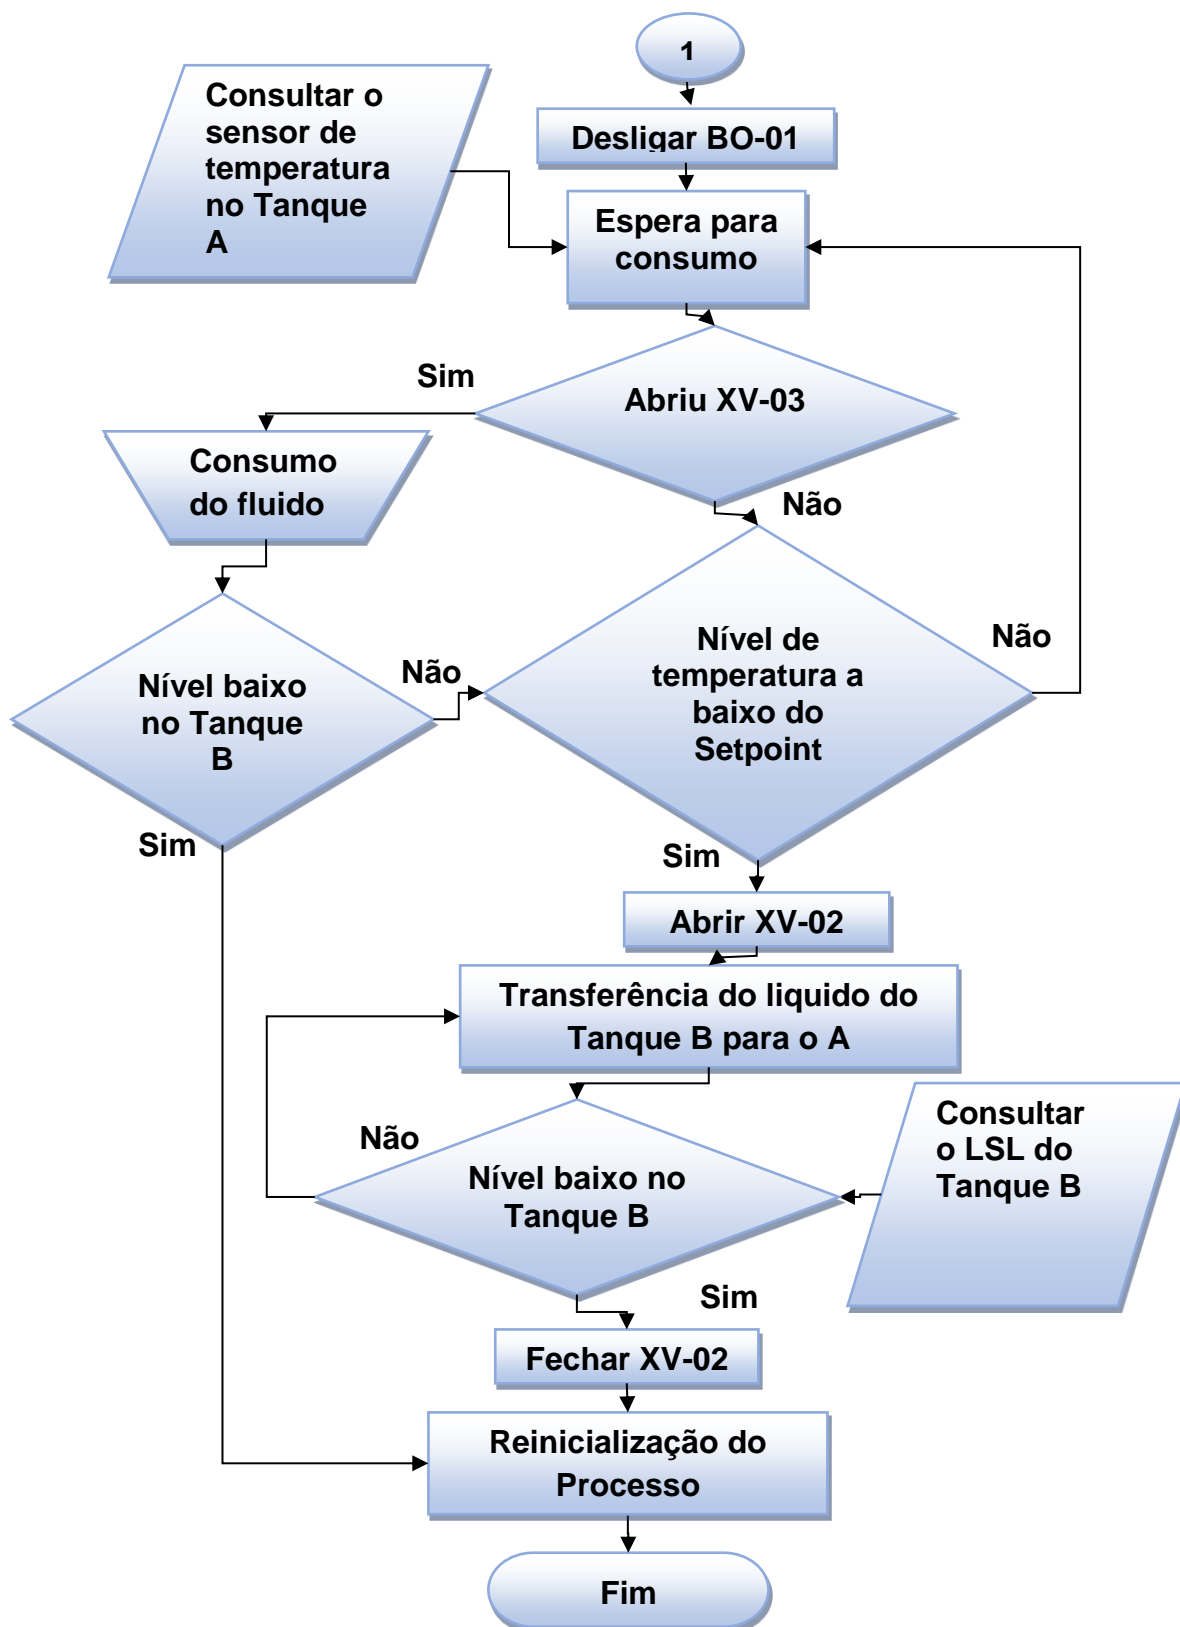 1
Desligar BO-01
Consultar o
sensor de
temperatura
no Tanque
A
Espera para
consumo
Abriu XV-03
Sim
Não
Consumo
do fluido
Nível baixo
no Tanque
B
Não
Sim
Nível de
temperatura a
baixo do
Setpoint
Não
Sim
Abrir XV-02
Transferência do liquido do
Tanque B para o A
Não
Nível baixo no
Tanque B
Consultar
o LSL do
Tanque B
Sim
Fechar XV-02
Reinicialização do
Processo
Fim